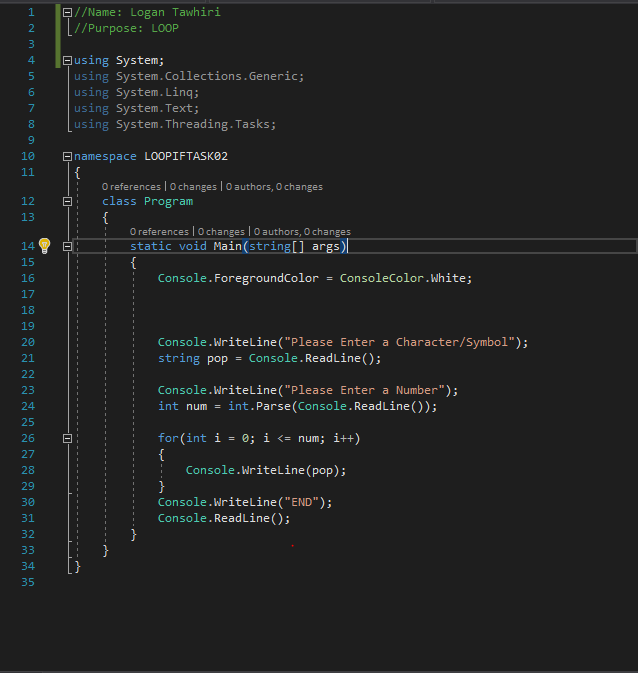 1 //Name: Logan Tawhiri
2 //Purpose: LOOP
3
4 using System;
5 using System.Collections.Generic;
6 using System.Linq;
7 using System.Text;
8 using System.Threading.Tasks;
9
10 namespace LOOPIFTASK02
11 {
0 references | 0 changes | 0 authors, 0 changes
12 class Program
13 {
0 references | 0 changes | 0 authors, 0 changes
14 static void Main(string[] args)
15 {
16 Console.ForegroundColor = ConsoleColor.White;
17
18
19
20 Console.WriteLine("Please Enter a Character/Symbol");
21 string pop = Console.ReadLine();
22
23 Console.WriteLine("Please Enter a Number");
24 int num = int.Parse(Console.ReadLine());
25
26 for(int i = 0; i <= num; i++)
27 {
28 Console.WriteLine(pop);
29 }
30 Console.WriteLine("END");
31 Console.ReadLine();
32 }
33 }
34 }
35